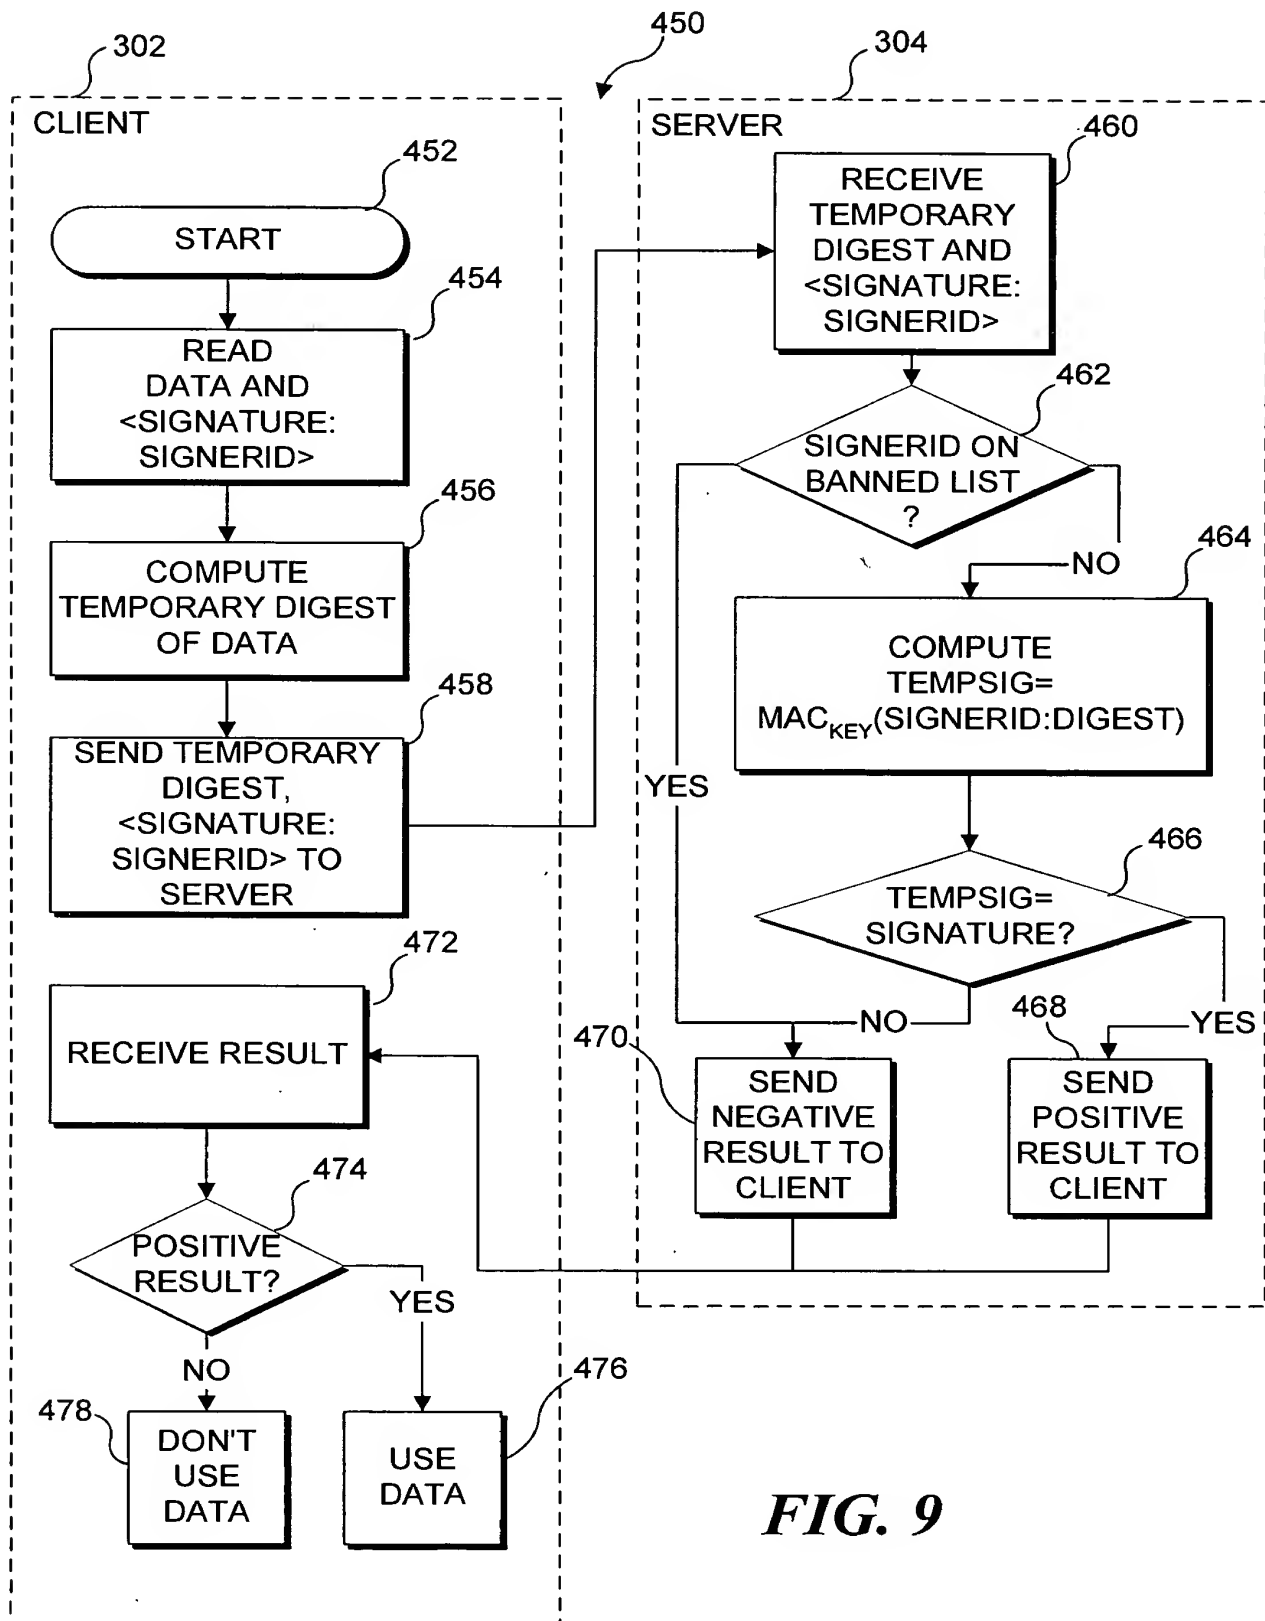 450
302
CLIENT
452
START
454
READ
DATA AND
<SIGNATURE:
SIGNERID>
456
COMPUTE
TEMPORARY DIGEST
OF DATA
458
SEND TEMPORARY
DIGEST,
<SIGNATURE:
SIGNERID> TO
SERVER
472
RECEIVE RESULT
474
POSITIVE
RESULT?
YES
NO
478
DON'T
USE
DATA
476
USE
DATA
304
SERVER
460
RECEIVE
TEMPORARY
DIGEST AND
<SIGNATURE:
SIGNERID>
462
SIGNERID ON
BANNED LIST
?
NO
YES
464
COMPUTE
TEMPSIG=
MACKEY(SIGNERID:DIGEST)
466
TEMPSIG=
SIGNATURE?
NO
YES
470
SEND
NEGATIVE
RESULT TO
CLIENT
468
SEND
POSITIVE
RESULT TO
CLIENT
FIG. 9